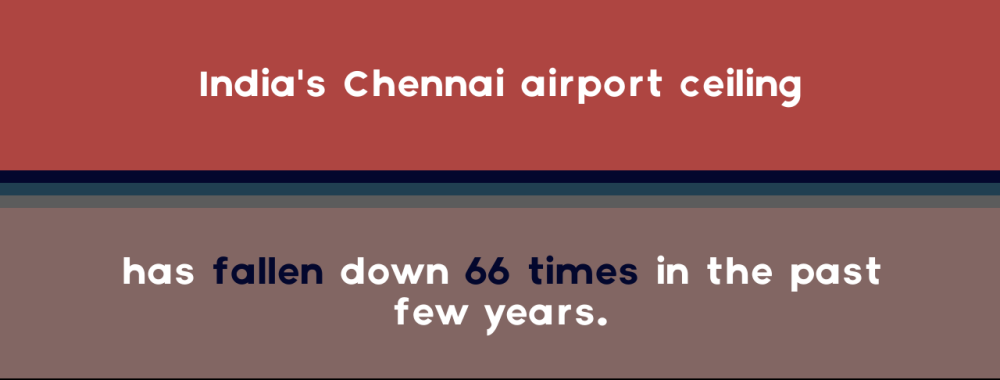 India's Chennai airport ceiling
has fallen down 66 times in the past
few years.